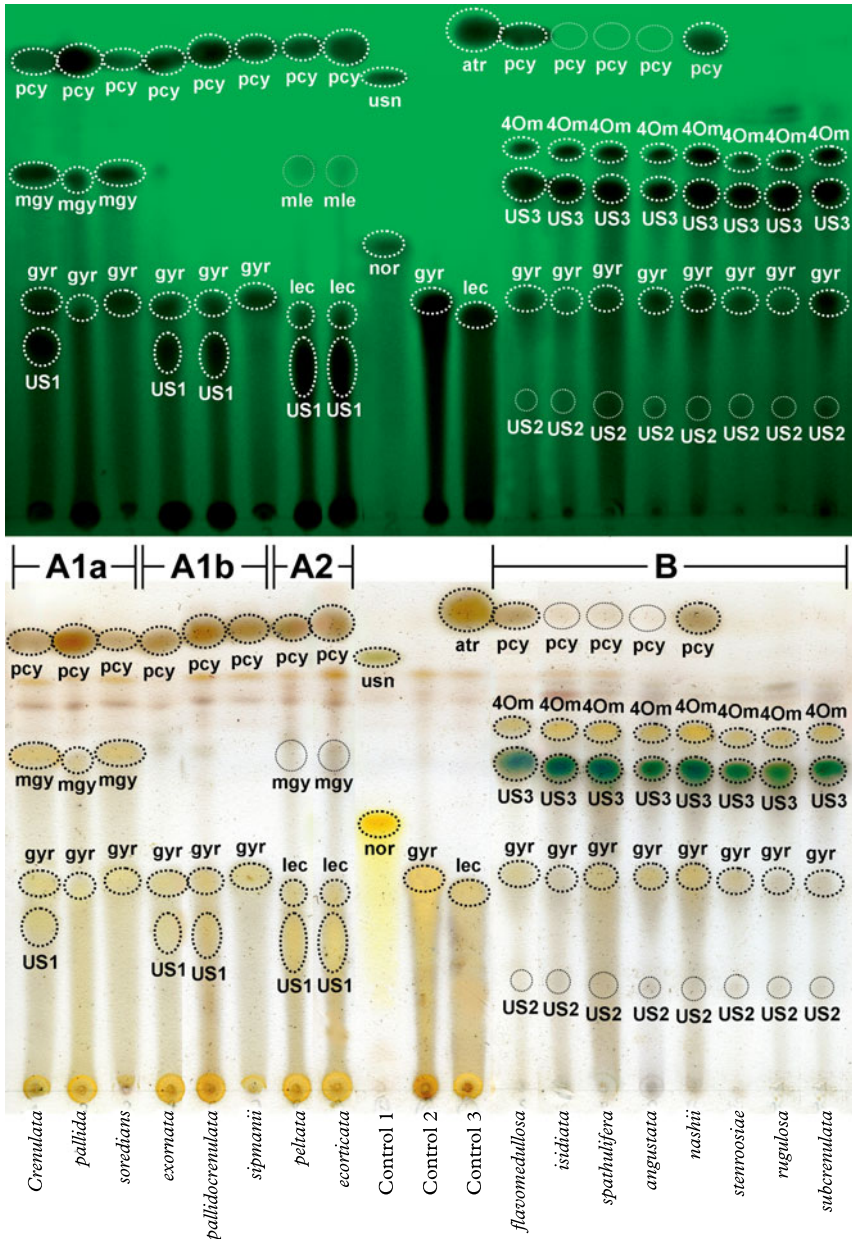 atr
pcy pcy pcy pcy pcy pcy pcy pcy usn pcy pcy pcy pcy pcy
4Om 4Om 4Om 4Om 4Om 4Om 4Om 4Om
mgy mgy mgy mle mle
US3 US3 US3 US3 US3 US3 US3 US3
nor
gyr gyr gyr gyr gyr gyr lec lec gyr lec gyr gyr gyr gyr gyr gyr gyr gyr
US1 US1 US1 US1 US1
US2 US2 US2 US2 US2 US2 US2 US2
A1a A1b A2 B
atr pcy pcy pcy pcy pcy
pcy pcy pcy pcy pcy pcy pcy pcy usn
4Om 4Om 4Om 4Om 4Om 4Om 4Om 4Om
mgy mgy mgy mgy mgy
US3 US3 US3 US3 US3 US3 US3 US3
nor
gyr gyr gyr gyr gyr gyr lec lec gyr lec gyr gyr gyr gyr gyr gyr gyr gyr
US1 US1 US1 US1 US1
US2 US2 US2 US2 US2 US2 US2 US2
Crenulata
pallida
soredians
exornata
pallidocrenulata
sipmanii
peltata
ecorticata
Control 1
Control 2
Control 3
flavomedullosa
isidiata
spathulifera
angustata
nashii
stenroosiae
rugulosa
subcrenulata